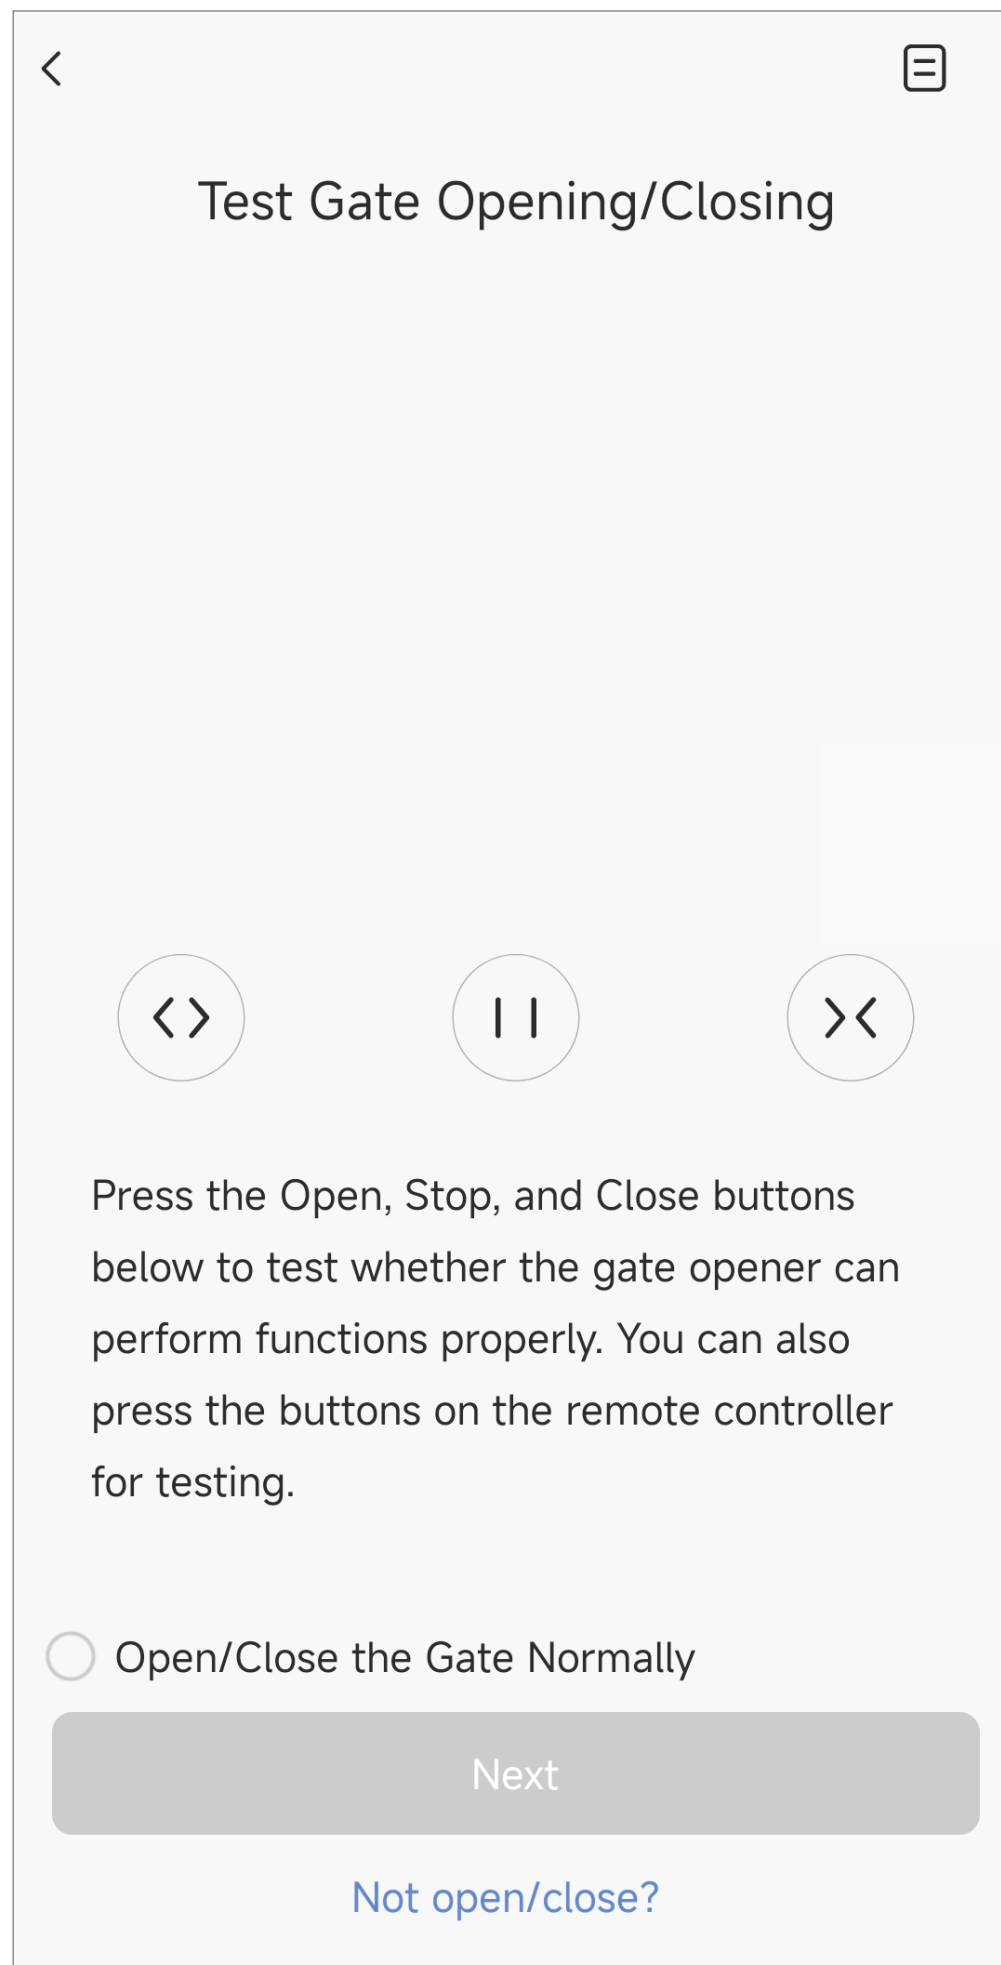 Test Gate Opening/Closing
Press the Open, Stop, and Close buttons
below to test whether the gate opener can
perform functions properly. You can also
press the buttons on the remote controller
for testing.
Open/Close the Gate Normally
Next
Not open/close?